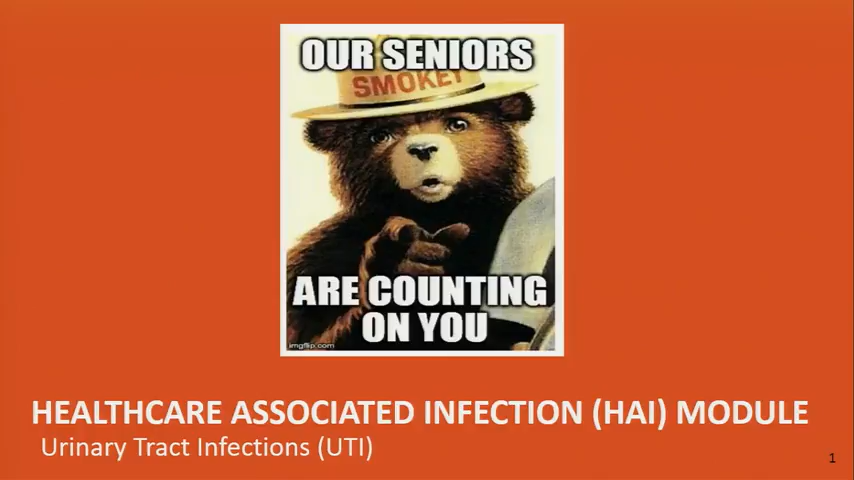 OUR SENIORS
SMOKEY
ARE COUNTING
ON YOU
imgflip.com
HEALTHCARE ASSOCIATED INFECTION (HAI) MODULE
Urinary Tract Infections (UTI)
1